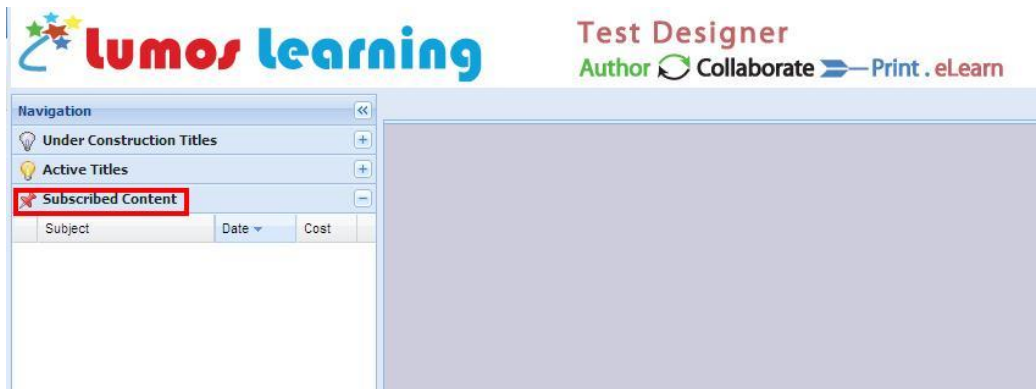 lumos learning
Test Designer
Author Collaborate Print . eLearn
Navigation
Under Construction Titles
Active Titles
Subscribed Content
Subject Date Cost